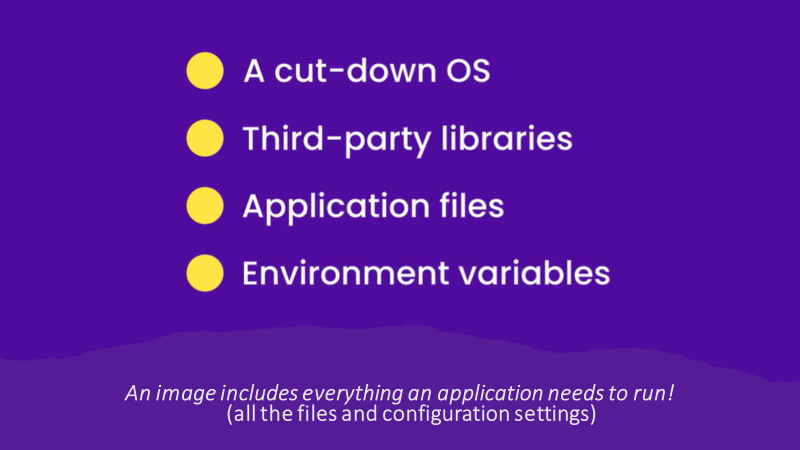 A cut-down OS
Third-party libraries
Application files
Environment variables
An image includes everything an application needs to run!
(all the files and configuration settings)